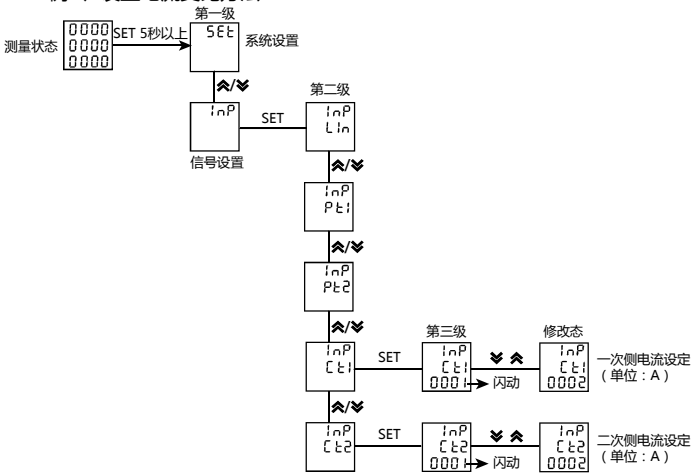 第一级
0000
0000
0000
测量状态
SET 5秒以上
SEt
系统设置
⪢/⪡
InP
信号设置
SET
第二级
InP
LIn
InP
Pt1
InP
Pt2
第三级
修改态
InP
Ct1
SET
InP
Ct1
0001
闪动
InP
Ct1
0002
一次侧电流设定
（单位：A）
InP
Ct2
SET
InP
Ct2
0001
闪动
InP
Ct2
0002
二次侧电流设定
（单位：A）